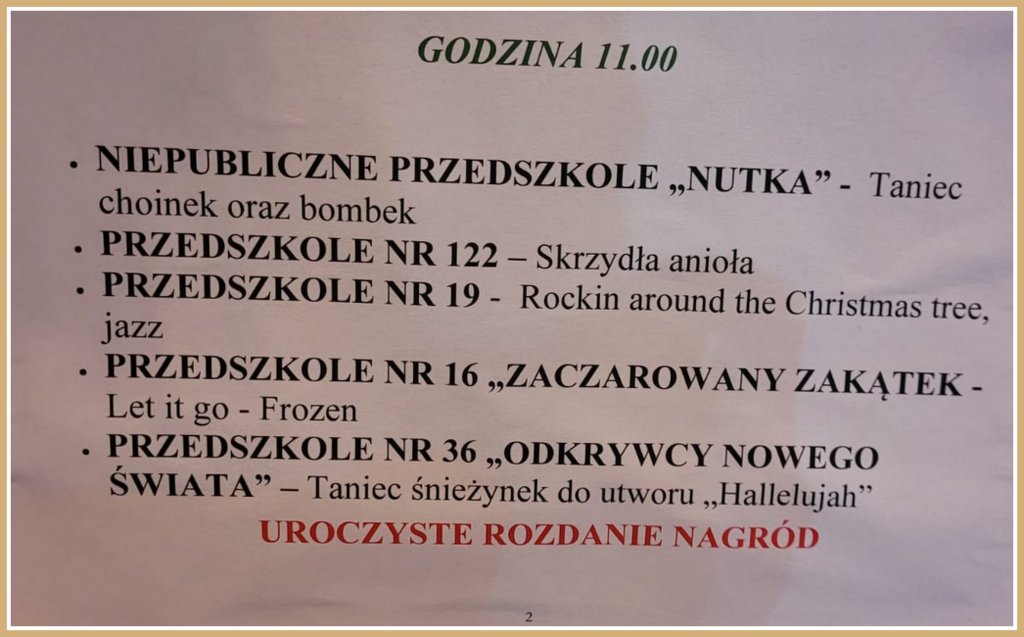 GODZINA 11.00
• NIEPUBLICZNE PRZEDSZKOLE „NUTKA” - Taniec
choinek oraz bombek
• PRZEDSZKOLE NR 122 – Skrzydła anioła
• PRZEDSZKOLE NR 19 - Rockin around the Christmas tree,
jazz
• PRZEDSZKOLE NR 16 „ZACZAROWANY ZAKĄTEK -
Let it go - Frozen
• PRZEDSZKOLE NR 36 „ODKRYWCY NOWEGO
ŚWIATA” – Taniec śnieżynek do utworu „Hallelujah”
UROCZYSTE ROZDANIE NAGRÓD
2